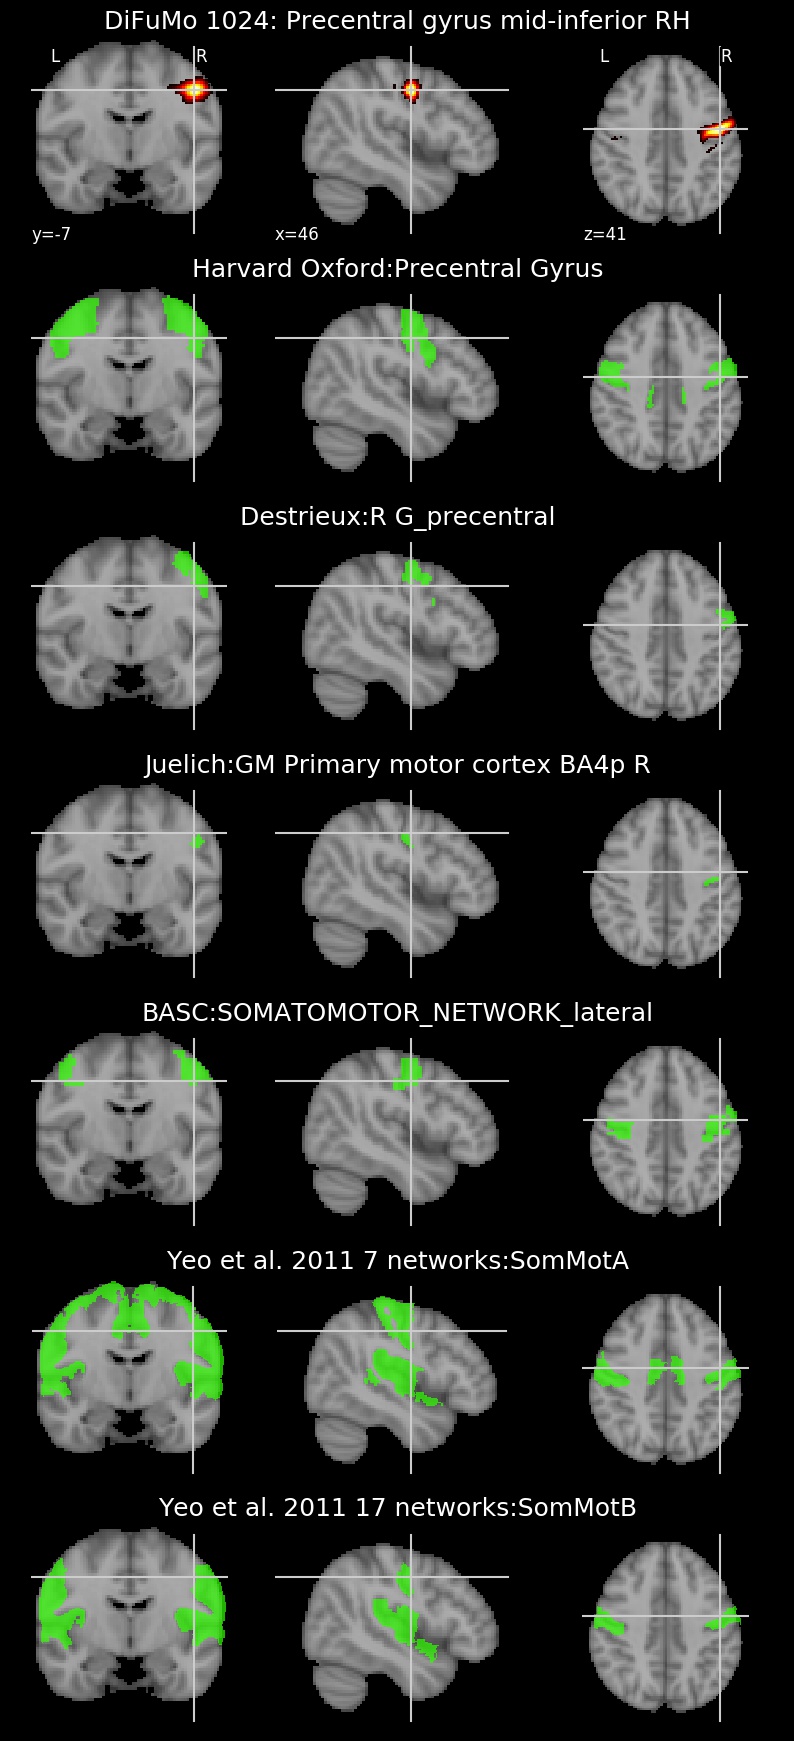 DiFuMo 1024: Precentral gyrus mid-inferior RH
L R L R
y=-7 x=46 z=41
Harvard Oxford:Precentral Gyrus
Destrieux:R G_precentral
Juelich:GM Primary motor cortex BA4p R
BASC:SOMATOMOTOR_NETWORK_lateral
Yeo et al. 2011 7 networks:SomMotA
Yeo et al. 2011 17 networks:SomMotB